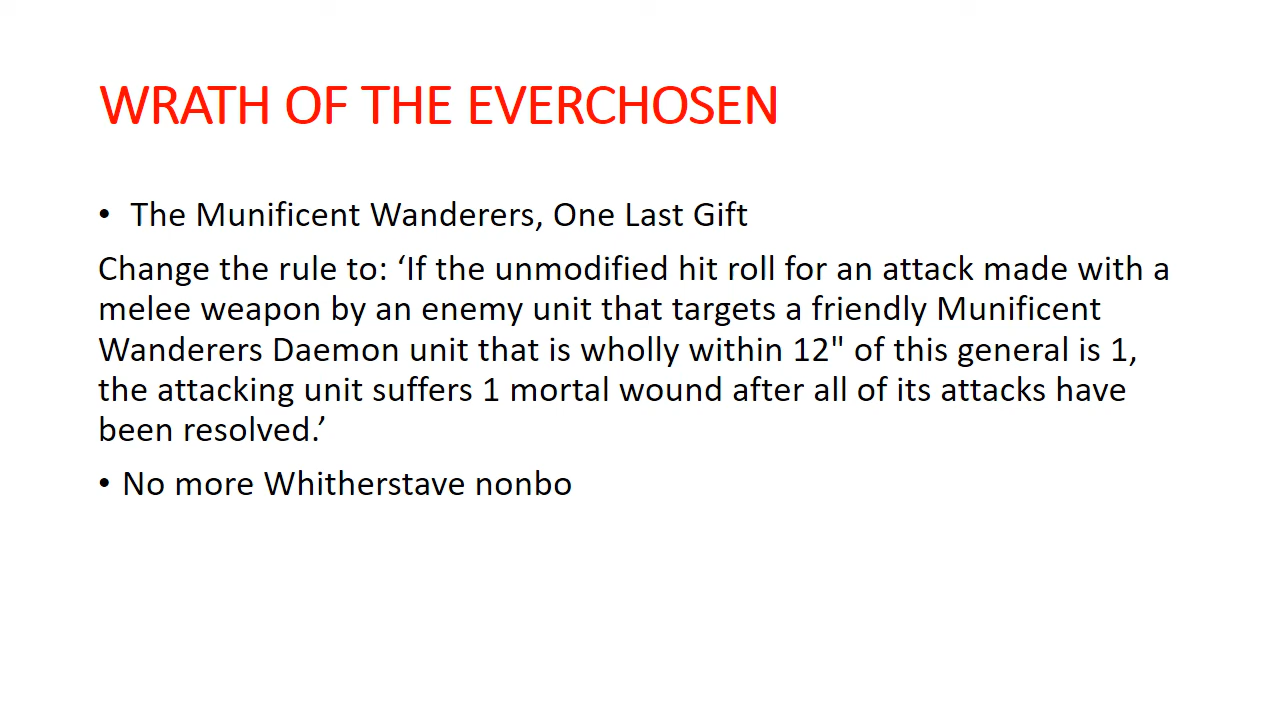 WRATH OF THE EVERCHOSEN
• The Munificent Wanderers, One Last Gift
Change the rule to: ‘If the unmodified hit roll for an attack made with a
melee weapon by an enemy unit that targets a friendly Munificent
Wanderers Daemon unit that is wholly within 12" of this general is 1,
the attacking unit suffers 1 mortal wound after all of its attacks have
been resolved.’
• No more Whitherstave nonbo